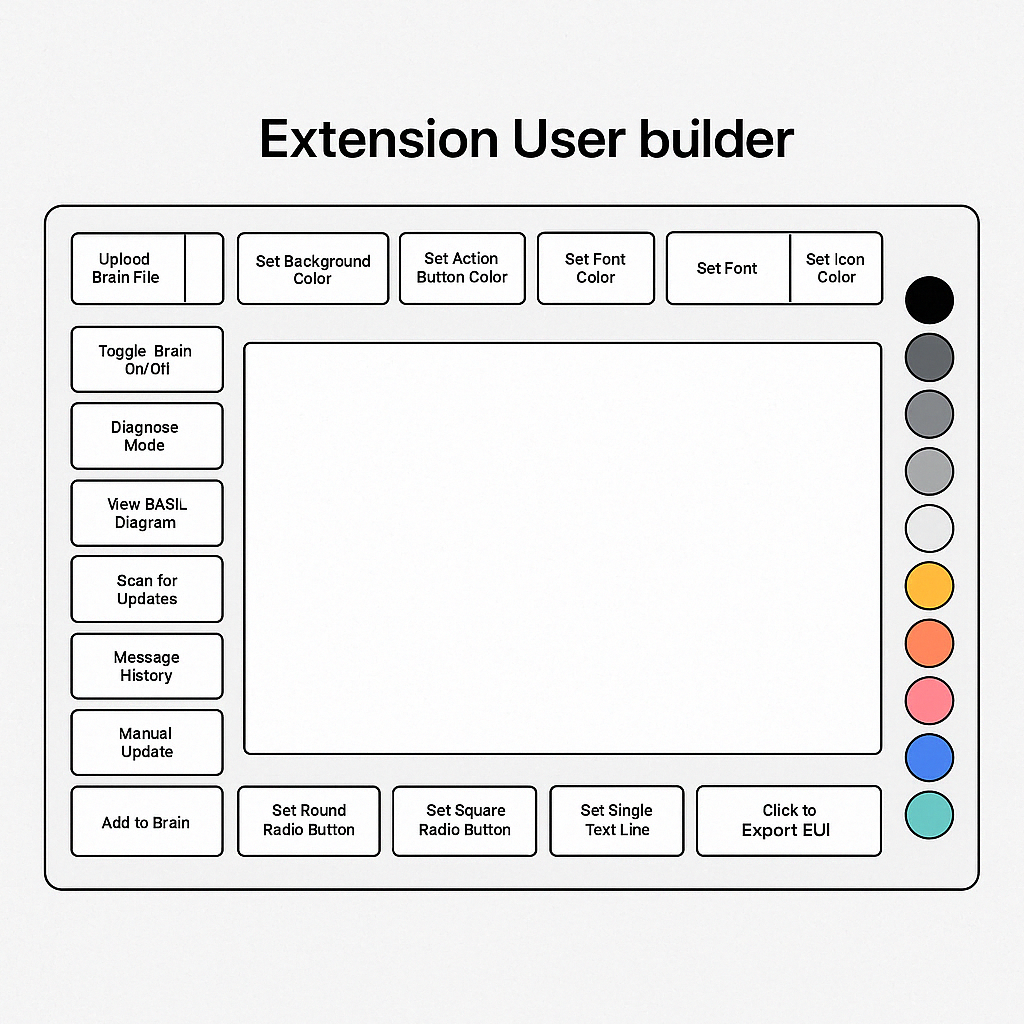 Extension User builder
Uplood
Brain File
Set Background
Color
Set Action
Button Color
Set Font
Color
Set Font
Set Icon
Color
Toggle Brain
On/Otl
Diagnose
Mode
View BASIL
Diagram
Scan for
Updates
Message
History
Manual
Update
Add to Brain
Set Round
Radio Button
Set Square
Radio Button
Set Single
Text Line
Click to
Export EUI